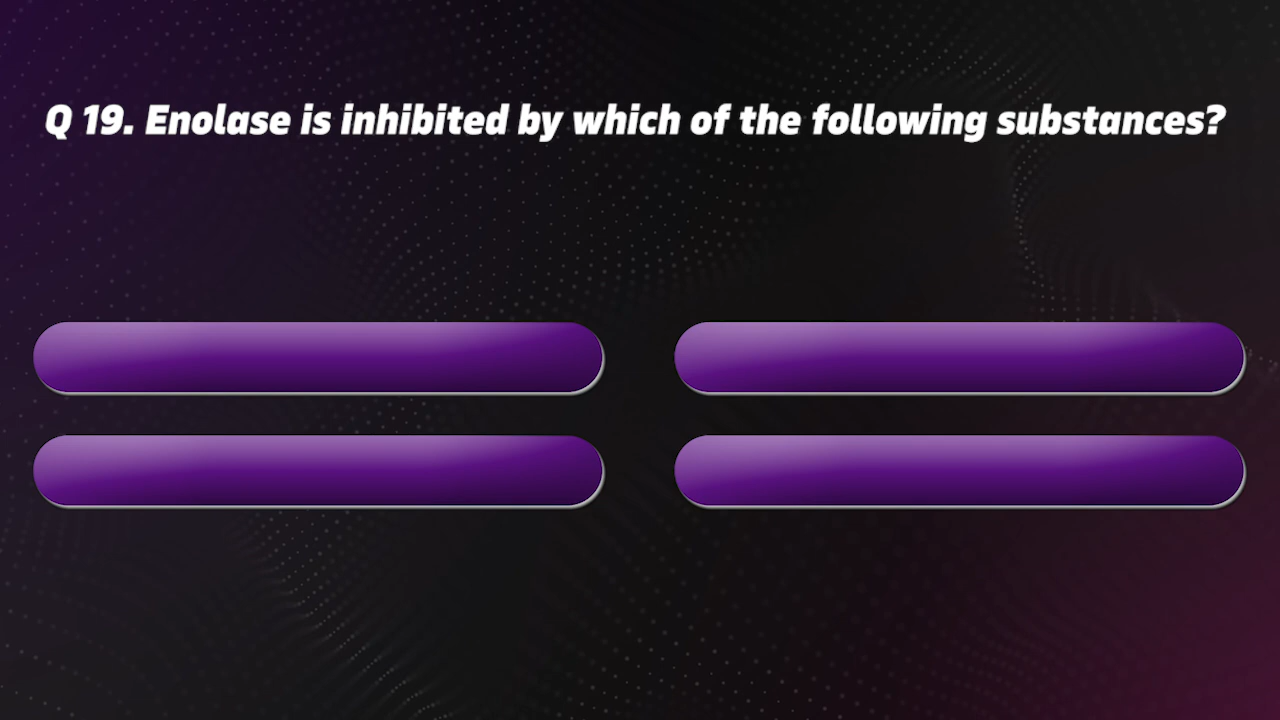 Q 19. Enolase is inhibited by which of the following substances?